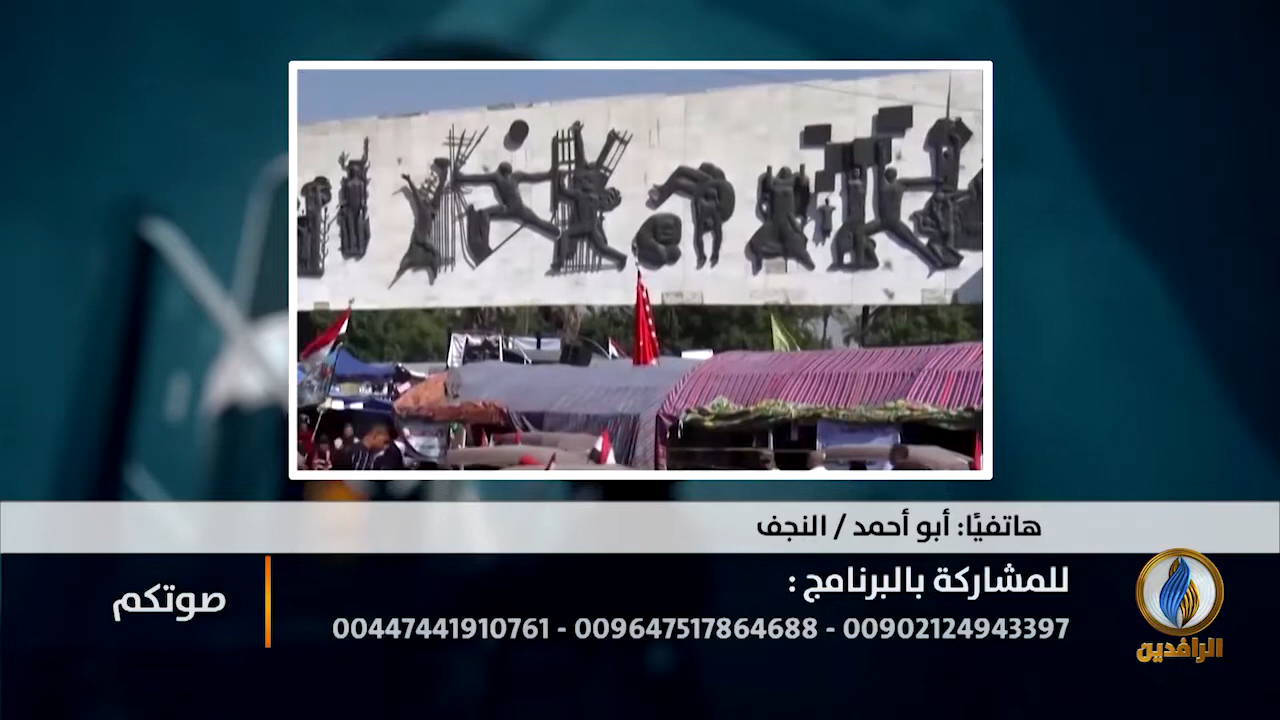 هاتفيًا: أبو أحمد / النجف
للمشاركة بالبرنامج :
00447441910761 - 009647517864688 - 00902124943397
صوتكم
الرافدين